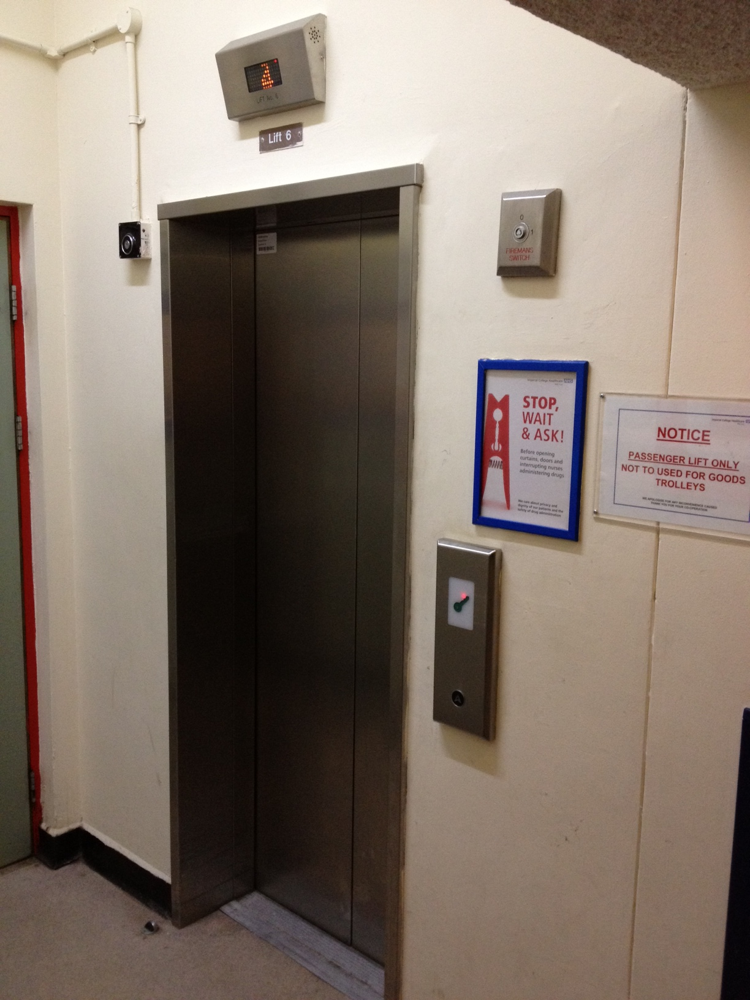 LIFT No. 6
Lift 6
0
1
FIREMANS
SWITCH
Imperial College Healthcare NHS
STOP,
WAIT
& ASK!
Before opening
curtains, doors and
interrupting nurses
administering drugs
We care about privacy and
dignity of our patients and the
safety of drug administration
Imperial College Healthcare
NOTICE
PASSENGER LIFT ONLY
NOT TO USED FOR GOODS
TROLLEYS
WE APOLOGISE FOR ANY INCONVENIENCE CAUSED
THANK YOU FOR YOUR CO-OPERATION